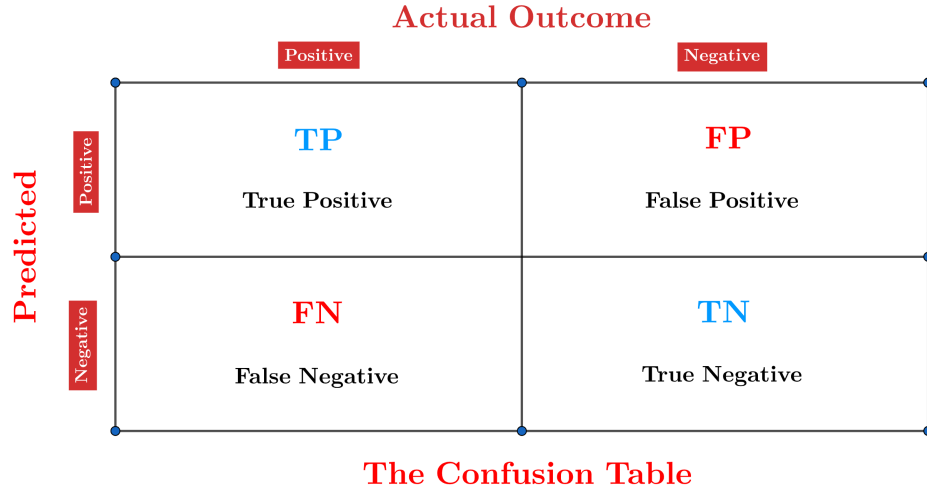 Actual Outcome
Positive
Negative
Predicted
Positive
TP
FP
True Positive
False Positive
Negative
FN
TN
False Negative
True Negative
The Confusion Table